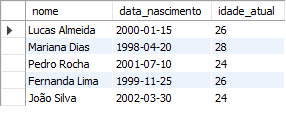 nome data_nascimento idade_atual
Lucas Almeida 2000-01-15 26
Mariana Dias 1998-04-20 28
Pedro Rocha 2001-07-10 24
Fernanda Lima 1999-11-25 26
João Silva 2002-03-30 24